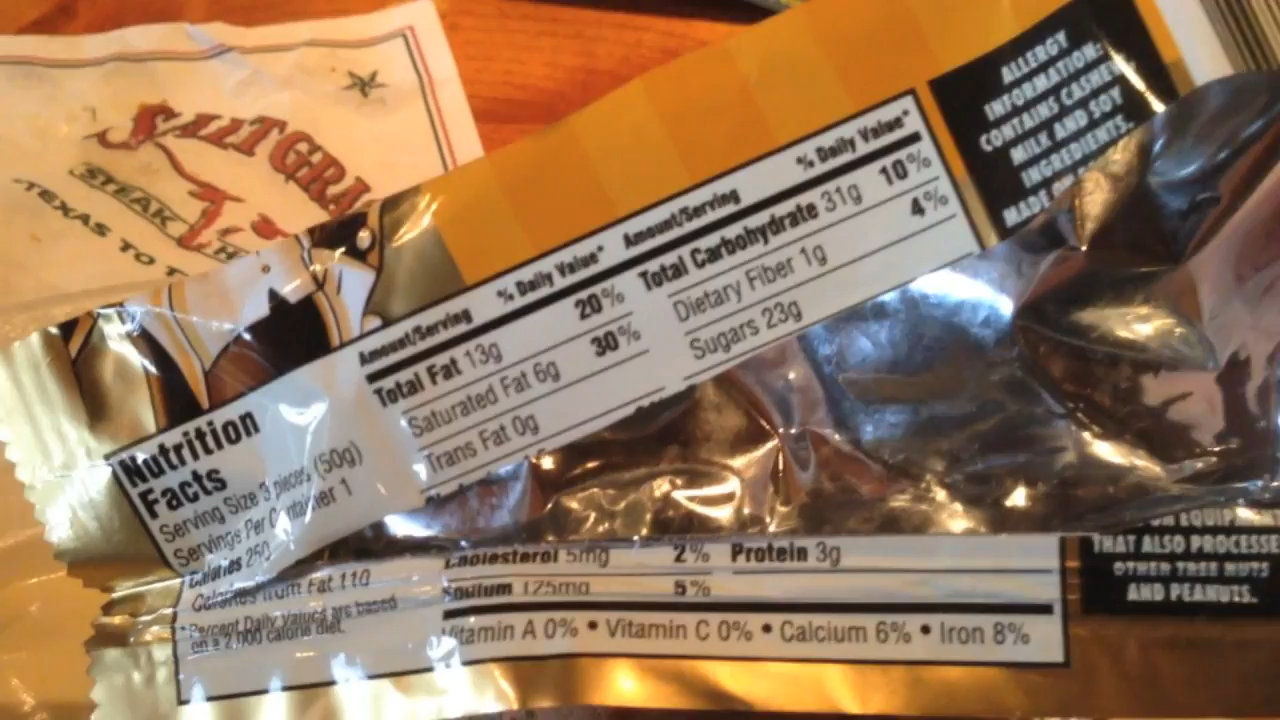 SALTGRA
STEAK H
TEXAS TO T
ALLERGY
INFORMATION:
CONTAINS CASHEW
MILK AND SOY
INGREDIENTS.
MADE
Nutrition
Facts
Serving Size 3 pieces (50g)
Servings Per Container 1
Calories 250
Calories from Fat 110
*Percent Daily Values are based
on a 2,000 calorie diet.
Amount/Serving % Daily Value*
Total Fat 13g 20%
Saturated Fat 6g 30%
Trans Fat 0g
Cholesterol 5mg 2%
Sodium 125mg 5%
Amount/Serving % Daily Value*
Total Carbohydrate 31g 10%
Dietary Fiber 1g 4%
Sugars 23g
Protein 3g
Vitamin A 0% • Vitamin C 0% • Calcium 6% • Iron 8%
EQUIPMENT
THAT ALSO PROCESSE
OTHER TREE NUTS
AND PEANUTS.